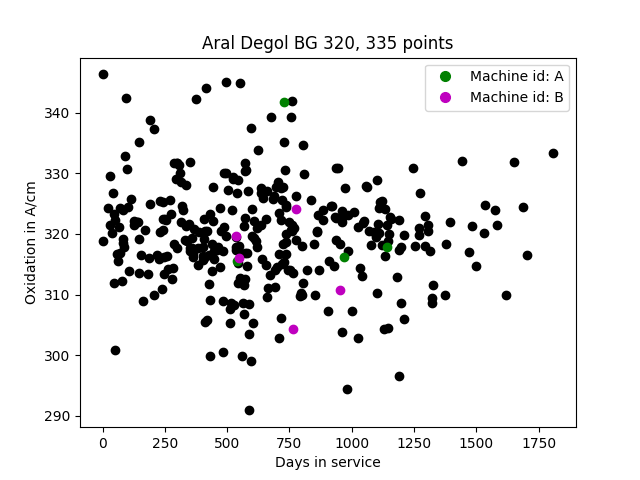 Aral Degol BG 320, 335 points
Machine id: A
Machine id: B
Oxidation in A/cm
340
330
320
310
300
290
0 250 500 750 1000 1250 1500 1750
Days in service